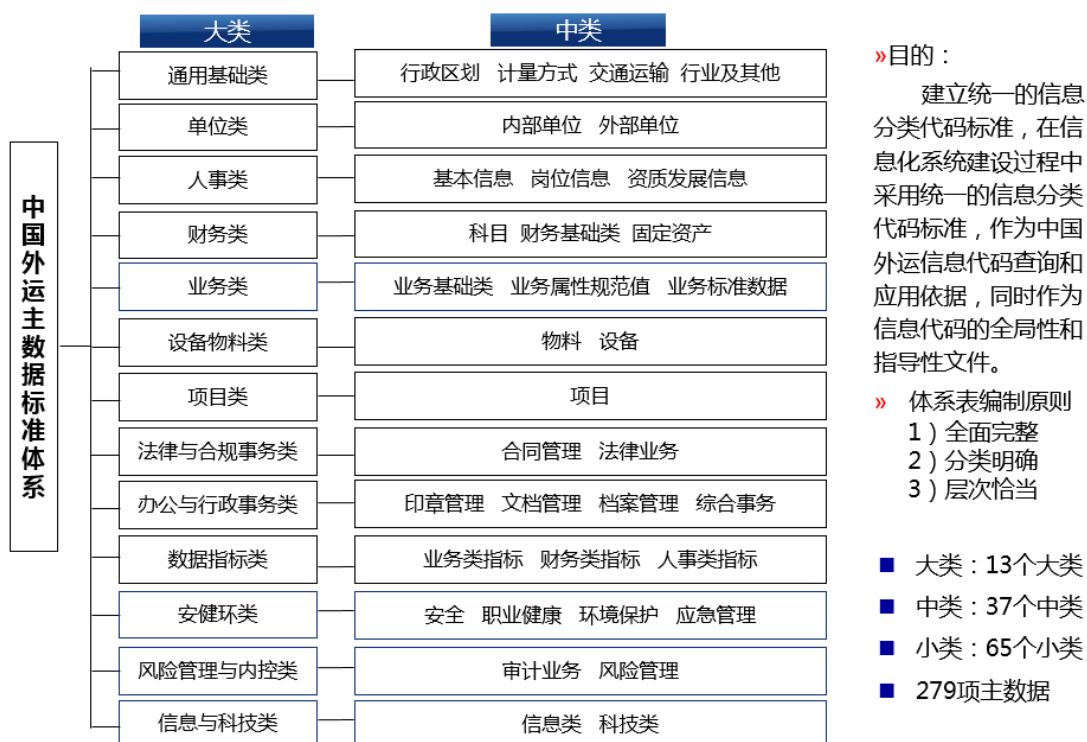 大类
中类
中国外运主数据标准体系
通用基础类
行政区划 计量方式 交通运输 行业及其他
单位类
内部单位 外部单位
人事类
基本信息 岗位信息 资质发展信息
财务类
科目 财务基础类 固定资产
业务类
业务基础类 业务属性规范值 业务标准数据
设备物料类
物料 设备
项目类
项目
法律与合规事务类
合同管理 法律业务
办公与行政事务类
印章管理 文档管理 档案管理 综合事务
数据指标类
业务类指标 财务类指标 人事类指标
安健环类
安全 职业健康 环境保护 应急管理
风险管理与内控类
审计业务 风险管理
信息与科技类
信息类 科技类
»目的：
建立统一的信息
分类代码标准，在信
息化系统建设过程中
采用统一的信息分类
代码标准，作为中国
外运信息代码查询和
应用依据，同时作为
信息代码的全局性和
指导性文件。
» 体系表编制原则
1）全面完整
2）分类明确
3）层次恰当
■ 大类：13个大类
■ 中类：37个中类
■ 小类：65个小类
■ 279项主数据